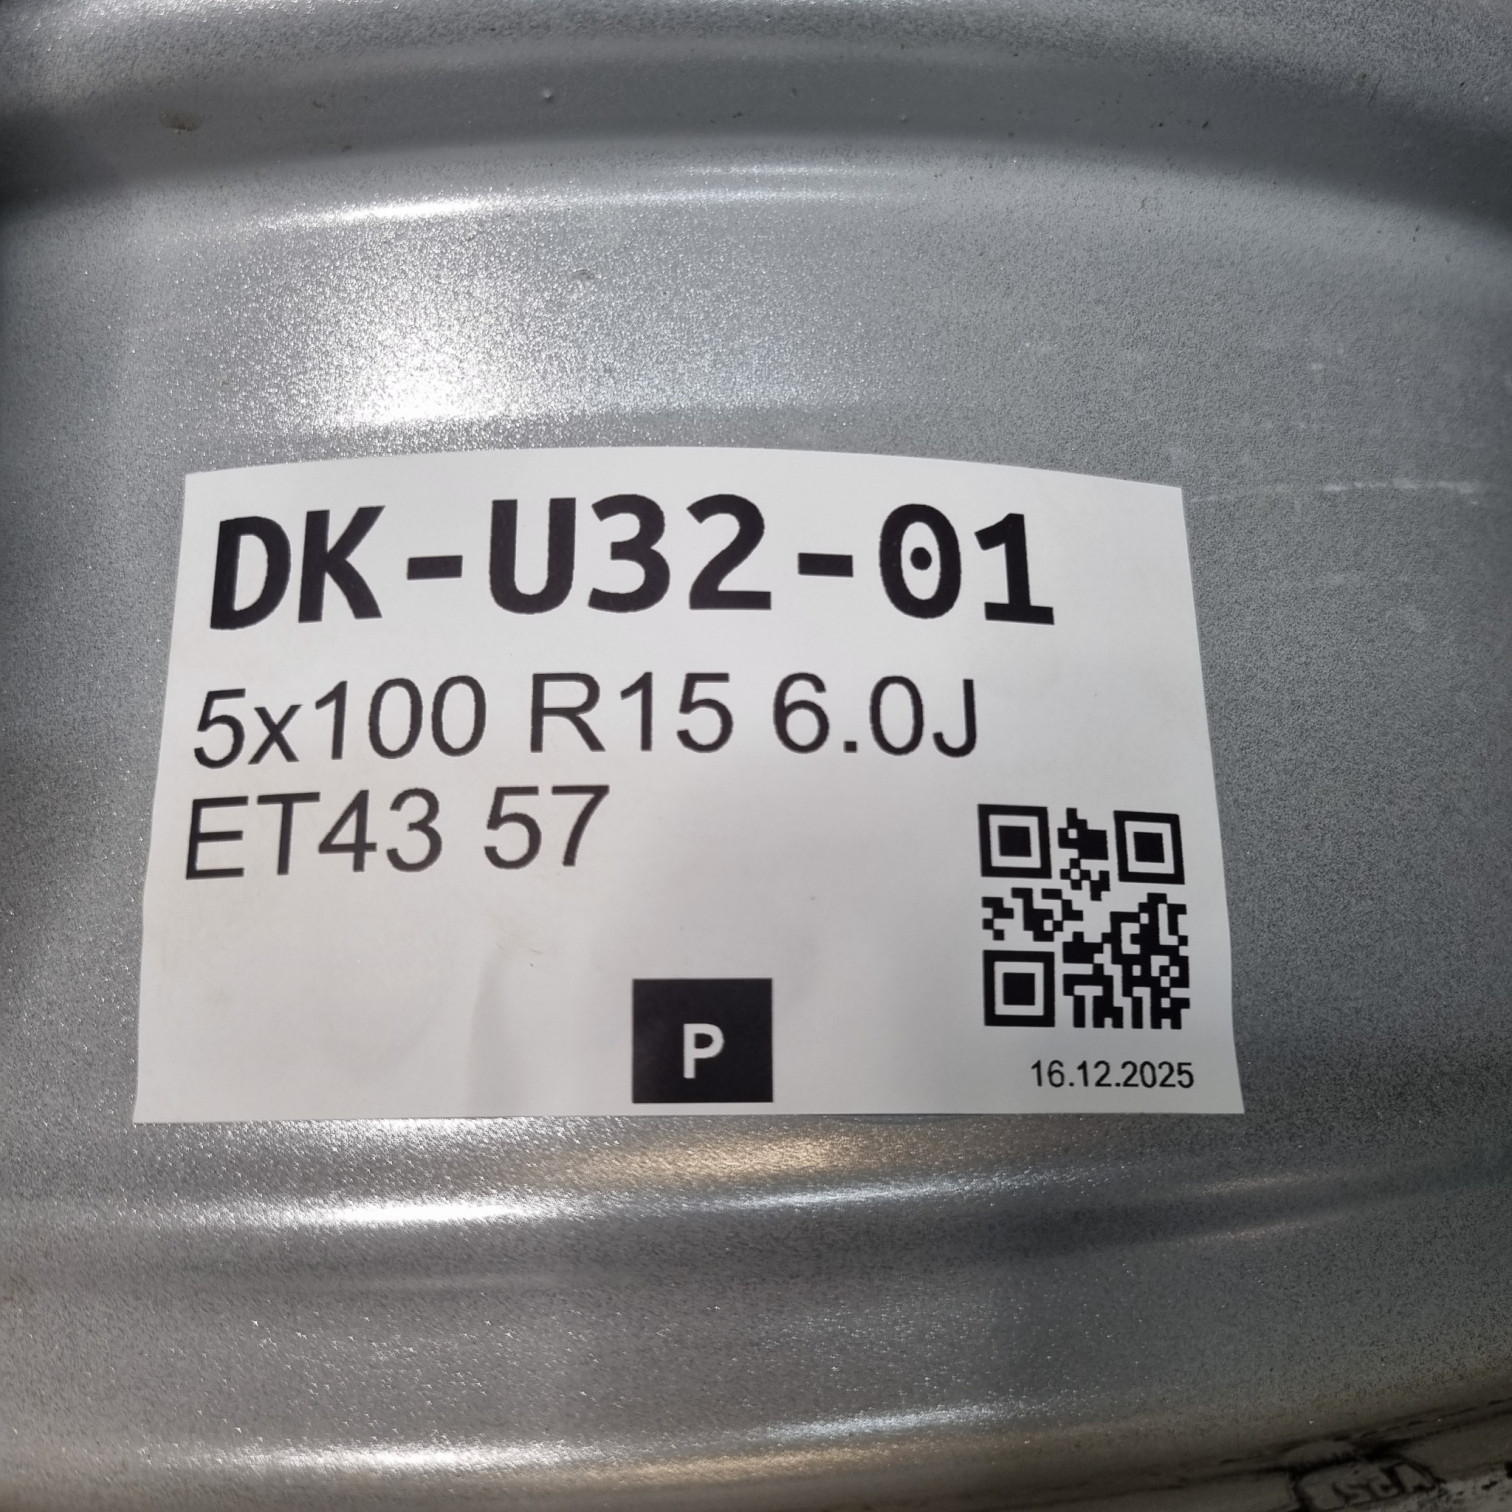 DK-U32-01
5x100 R15 6.0J
ET43 57
P
16.12.2025